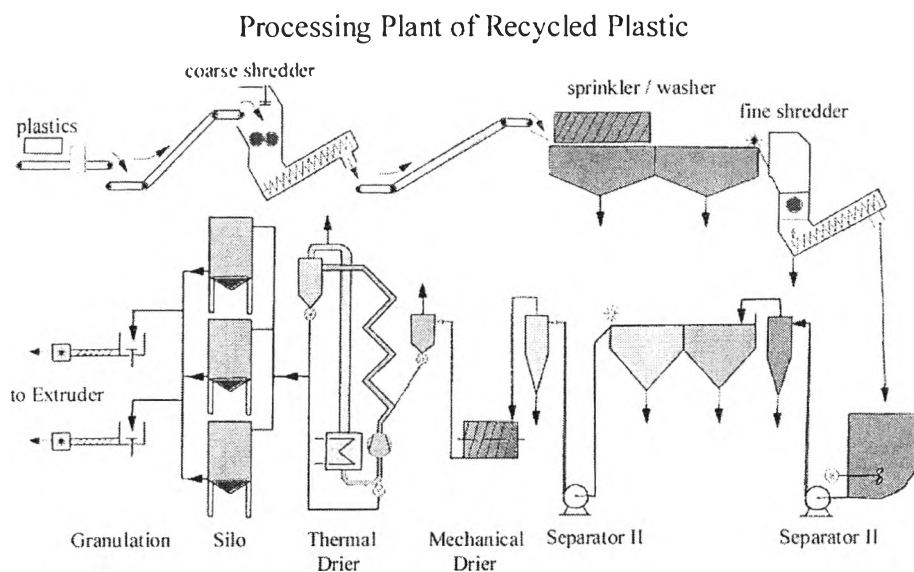 Processing Plant of Recycled Plastic
coarse shredder
sprinkler / washer
fine shredder
plastics
to Extruder
Granulation
Silo
Thermal
Drier
Mechanical
Drier
Separator II
Separator II